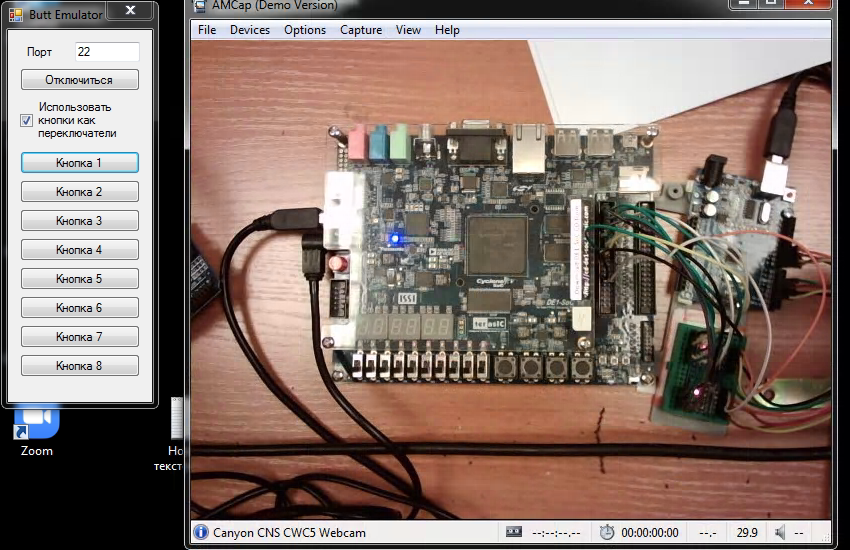 Butt Emulator
Порт
22
Отключиться
Использовать
кнопки как
переключатели
Кнопка 1
Кнопка 2
Кнопка 3
Кнопка 4
Кнопка 5
Кнопка 6
Кнопка 7
Кнопка 8
Zoom
Но
текст
AMCap (Demo Version)
File Devices Options Capture View Help
Cyclone V
ISSI
DE1-SoC
terasIC
Canyon CNS CWC5 Webcam
--:--:--.--
00:00:00:00
--.-
29.9
--